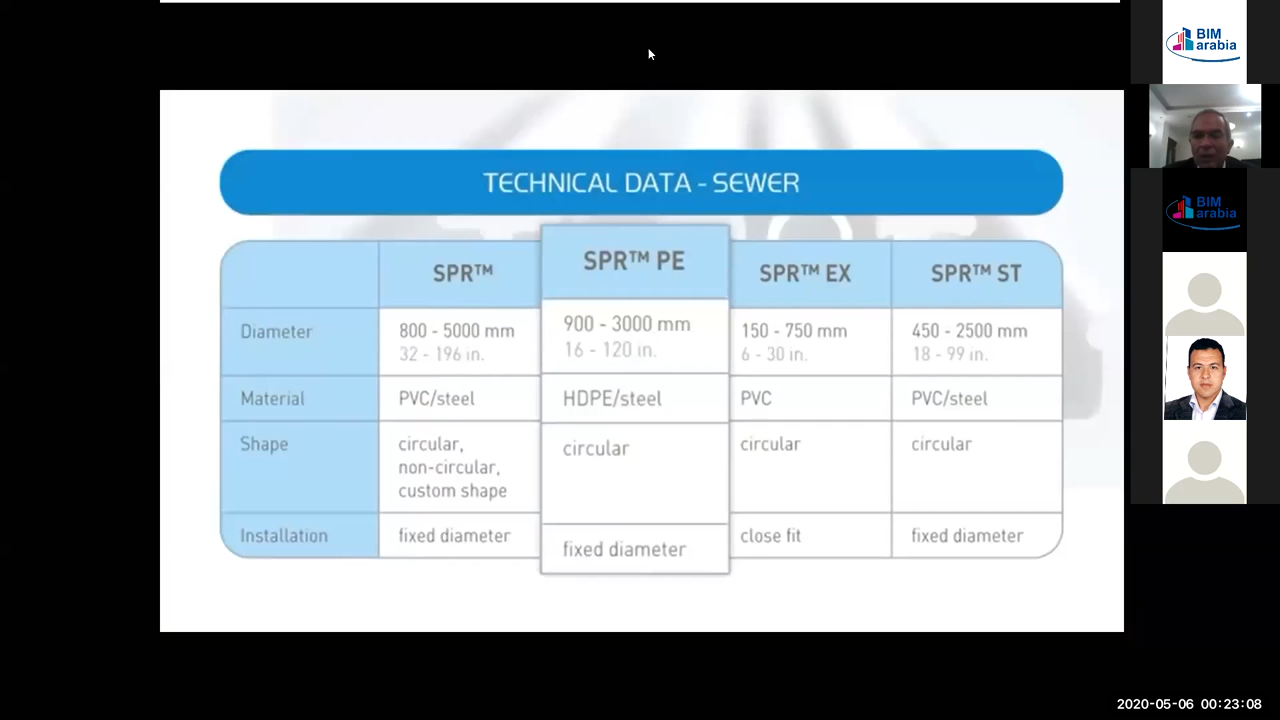 BIM
arabia
TECHNICAL DATA - SEWER
SPR™ SPR™ PE SPR™ EX SPR™ ST
Diameter 800 - 5000 mm 900 - 3000 mm 150 - 750 mm 450 - 2500 mm
32 - 196 in. 16 - 120 in. 6 - 30 in. 18 - 99 in.
Material PVC/steel HDPE/steel PVC PVC/steel
Shape circular, circular circular circular
non-circular,
custom shape
Installation fixed diameter fixed diameter close fit fixed diameter
BIM
arabia
2020-05-06 00:23:08